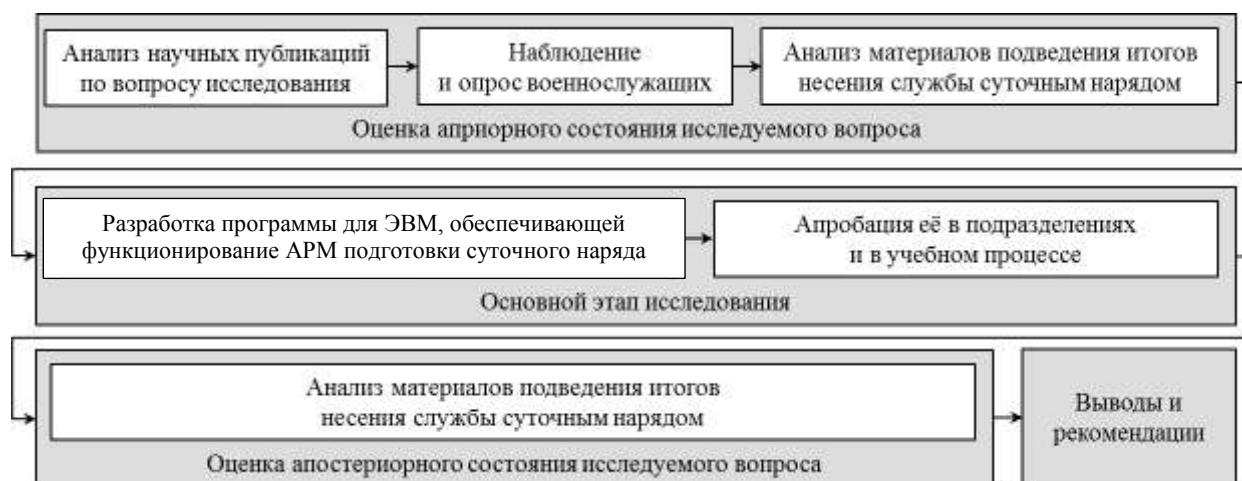 Анализ научных публикаций
по вопросу исследования
Наблюдение
и опрос военнослужащих
Анализ материалов подведения итогов
несения службы суточным нарядом
Оценка априорного состояния исследуемого вопроса
Разработка программы для ЭВМ, обеспечивающей
функционирование АРМ подготовки суточного наряда
Апробация её в подразделениях
и в учебном процессе
Основной этап исследования
Анализ материалов подведения итогов
несения службы суточным нарядом
Оценка апостериорного состояния исследуемого вопроса
Выводы и
рекомендации